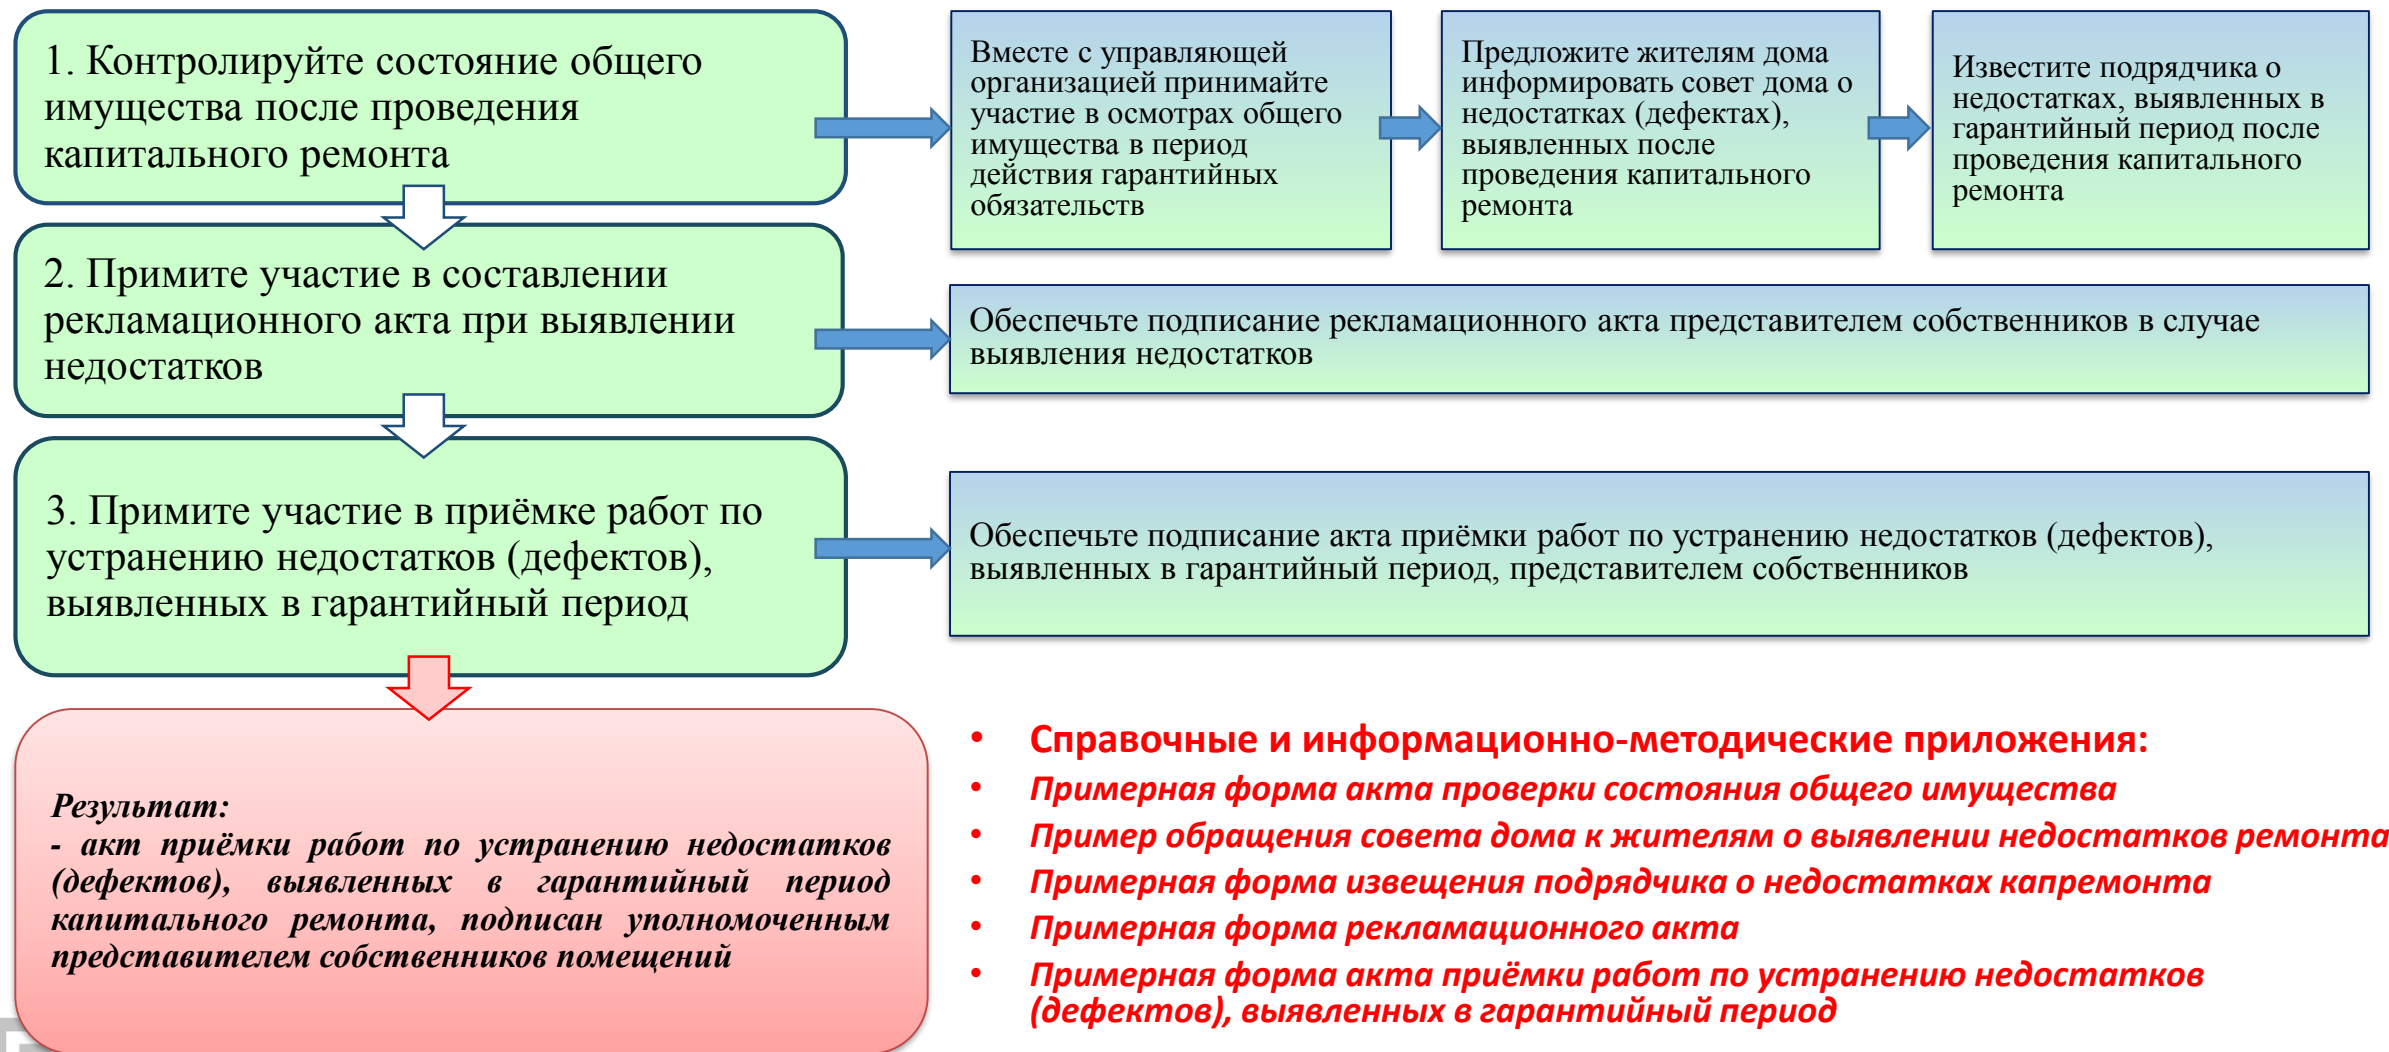 1. Контролируйте состояние общего
имущества после проведения
капитального ремонта
Вместе с управляющей
организацией принимайте
участие в осмотрах общего
имущества в период
действия гарантийных
обязательств
Предложите жителям дома
информировать совет дома о
недостатках (дефектах),
выявленных после
проведения капитального
ремонта
Известите подрядчика о
недостатках, выявленных в
гарантийный период после
проведения капитального
ремонта
2. Примите участие в составлении
рекламационного акта при выявлении
недостатков
Обеспечьте подписание рекламационного акта представителем собственников в случае
выявления недостатков
3. Примите участие в приёмке работ по
устранению недостатков (дефектов),
выявленных в гарантийный период
Обеспечьте подписание акта приёмки работ по устранению недостатков (дефектов),
выявленных в гарантийный период, представителем собственников
Результат:
- акт приёмки работ по устранению недостатков
(дефектов), выявленных в гарантийный период
капитального ремонта, подписан уполномоченным
представителем собственников помещений
• Справочные и информационно-методические приложения:
• Примерная форма акта проверки состояния общего имущества
• Пример обращения совета дома к жителям о выявлении недостатков ремонта
• Примерная форма извещения подрядчика о недостатках капремонта
• Примерная форма рекламационного акта
• Примерная форма акта приёмки работ по устранению недостатков
(дефектов), выявленных в гарантийный период